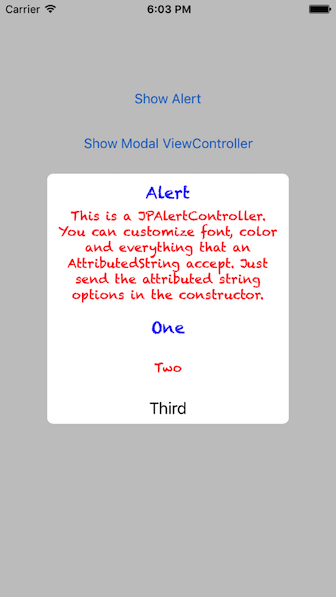 Carrier 6:03 PM
Show Alert
Show Modal ViewController
Alert
This is a JPAlertController.
You can customize font, color
and everything that an
AttributedString accept. Just
send the attributed string
options in the constructor.
One
Two
Third